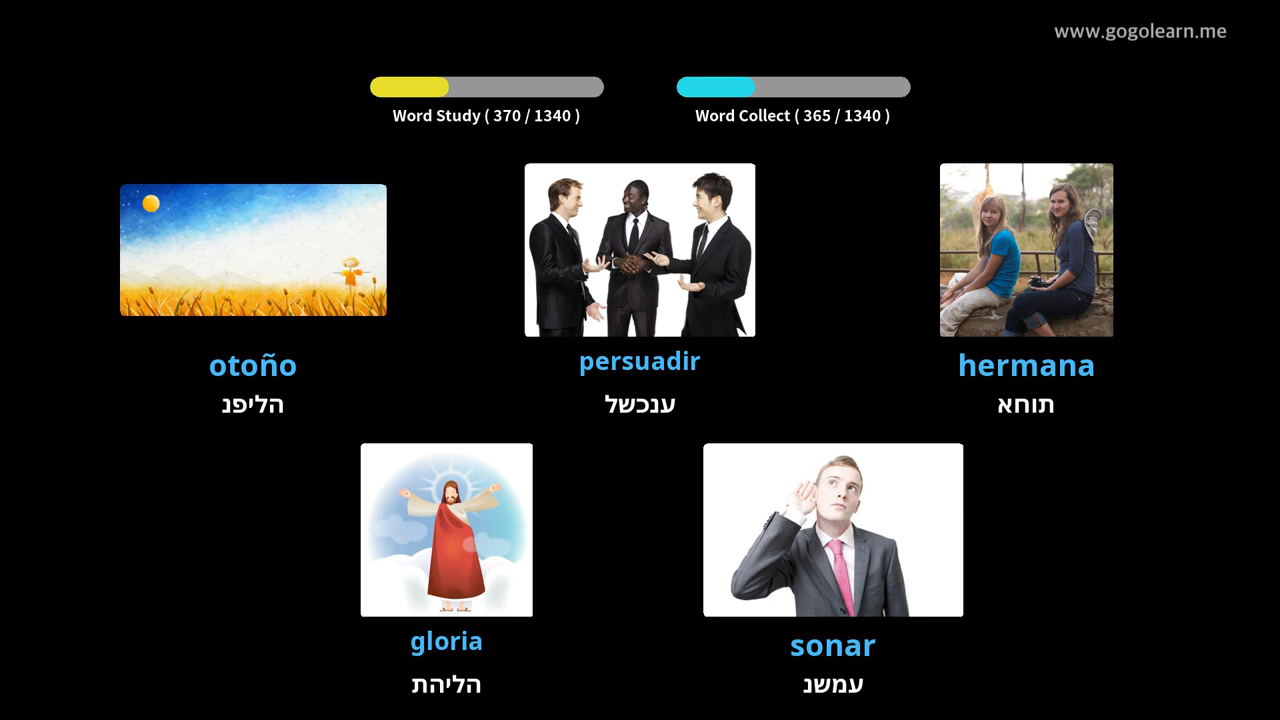 www.gogolearn.me
Word Study ( 370 / 1340 )
Word Collect ( 365 / 1340 )
otoño
הליפנ
persuadir
ענכשל
hermana
תוחא
gloria
הליהת
sonar
עמשנ